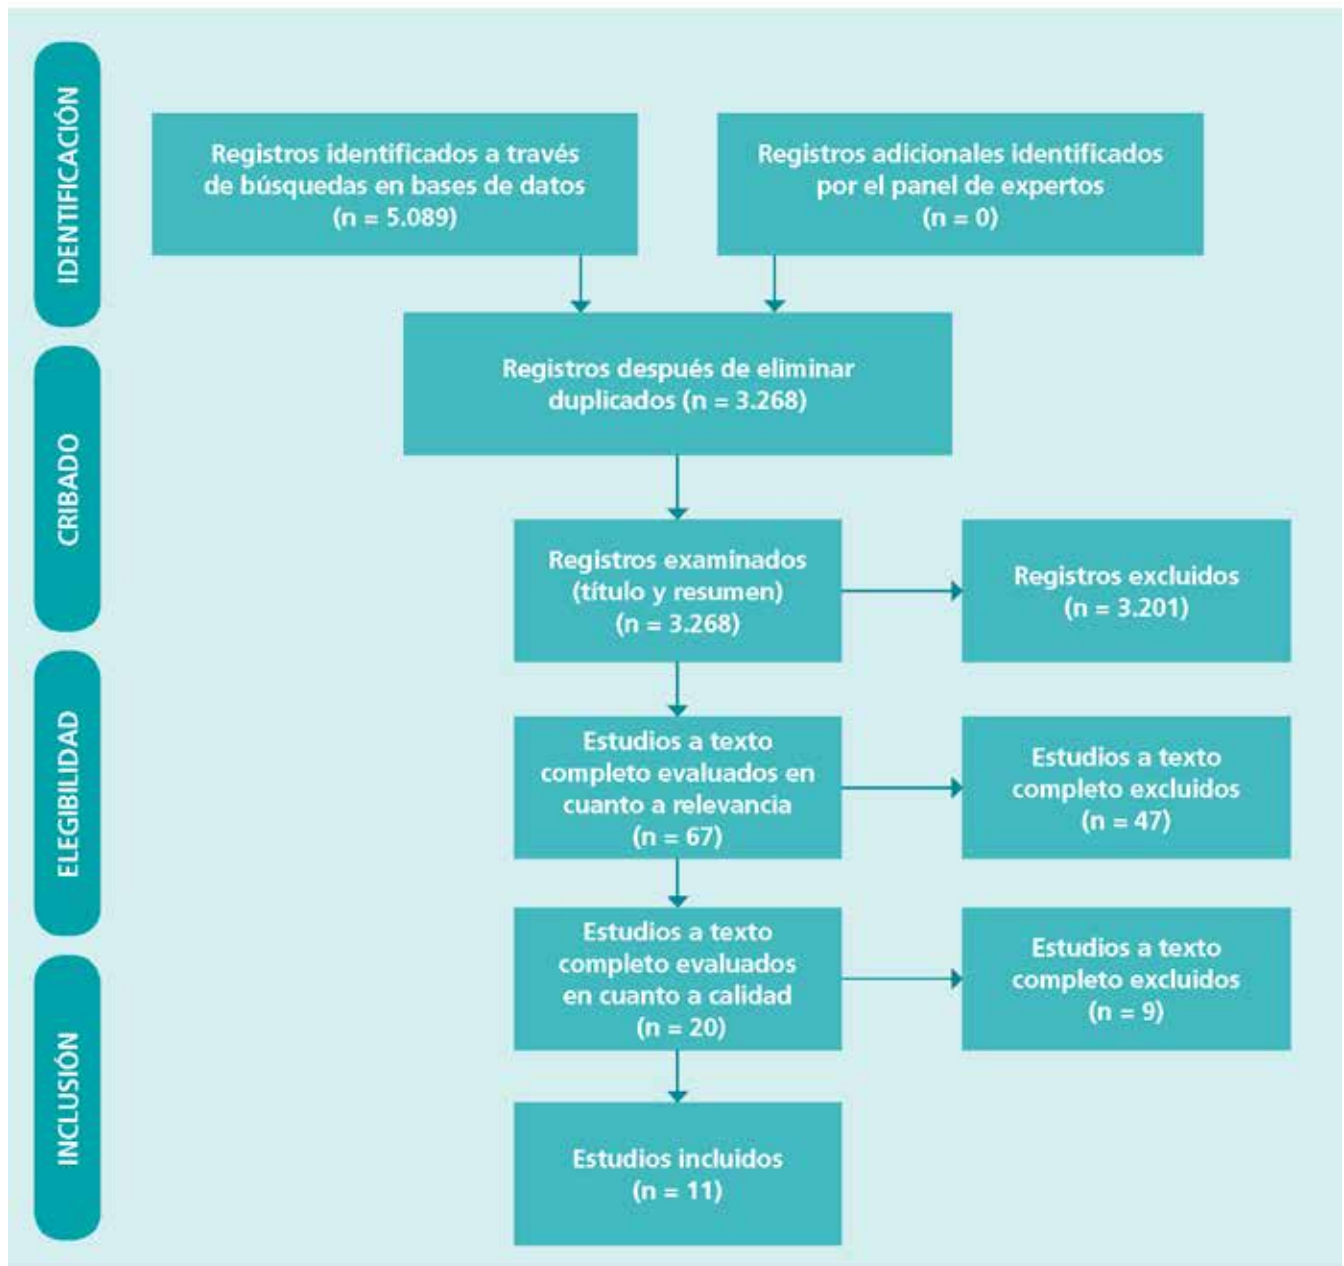 IDENTIFICACIÓN
Registros identificados a través
de búsquedas en bases de datos
(n = 5.089)
Registros adicionales identificados
por el panel de expertos
(n = 0)
CRIBADO
Registros después de eliminar
duplicados (n = 3.268)
Registros examinados
(título y resumen)
(n = 3.268)
Registros excluidos
(n = 3.201)
ELEGIBILIDAD
Estudios a texto
completo evaluados en
cuanto a relevancia
(n = 67)
Estudios a texto
completo excluidos
(n = 47)
Estudios a texto
completo evaluados
en cuanto a calidad
(n = 20)
Estudios a texto
completo excluidos
(n = 9)
INCLUSIÓN
Estudios incluidos
(n = 11)